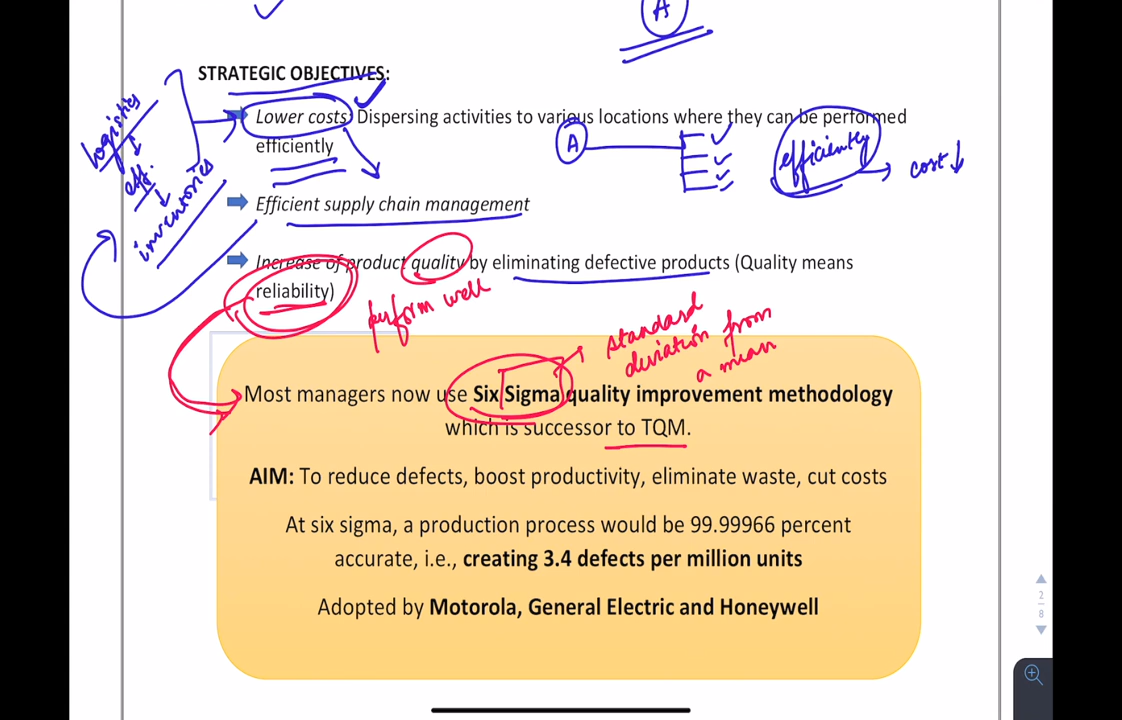 A
STRATEGIC OBJECTIVES:
Lower costs: Dispersing activities to various locations where they can be performed
efficiently
A
efficiently
cost↓
logistics
eff.
inventories
Efficient supply chain management
Increase of product quality by eliminating defective products (Quality means
reliability)
perform well
standard
deviation from
a mean
Most managers now use Six Sigma quality improvement methodology
which is successor to TQM.
AIM: To reduce defects, boost productivity, eliminate waste, cut costs
At six sigma, a production process would be 99.99966 percent
accurate, i.e., creating 3.4 defects per million units
Adopted by Motorola, General Electric and Honeywell
2
8